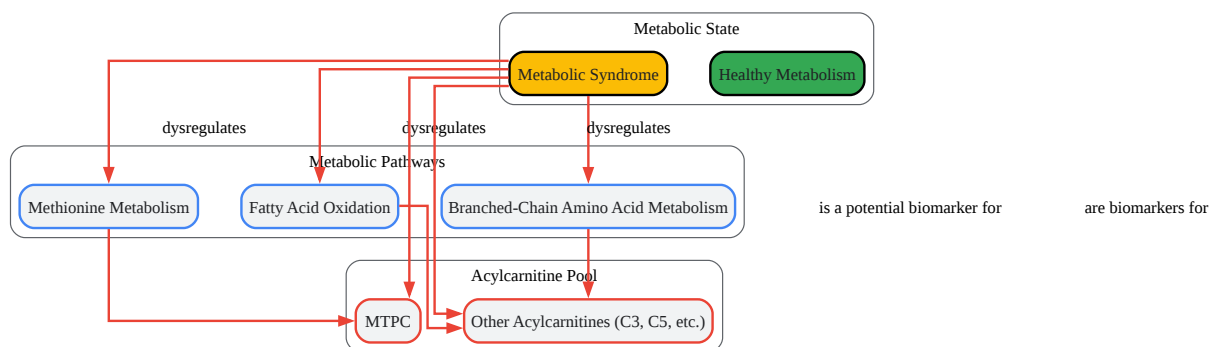 Metabolic State
Metabolic Syndrome
Healthy Metabolism
dysregulates
dysregulates
dysregulates
Metabolic Pathways
Methionine Metabolism
Fatty Acid Oxidation
Branched-Chain Amino Acid Metabolism
is a potential biomarker for
are biomarkers for
Acylcarnitine Pool
MTPC
Other Acylcarnitines (C3, C5, etc.)